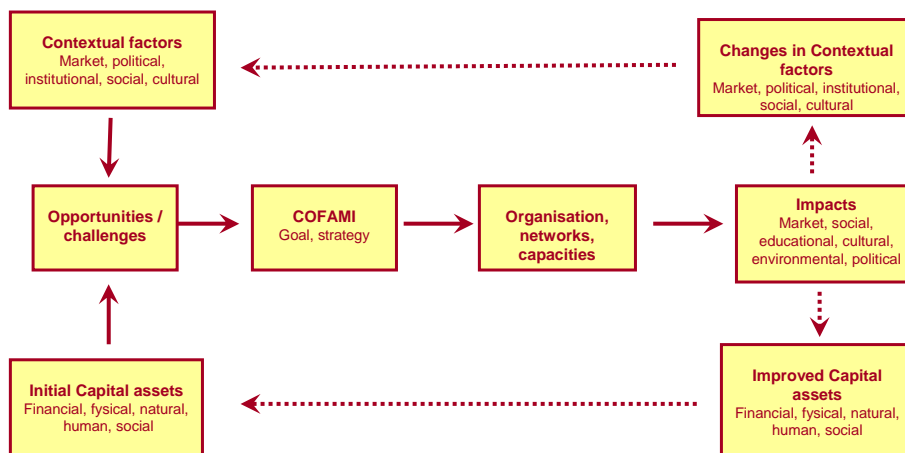 Contextual factors
Market, political,
institutional, social, cultural
Changes in Contextual
factors
Market, political, institutional,
social, cultural
Opportunities /
challenges
COFAMI
Goal, strategy
Organisation,
networks,
capacities
Impacts
Market, social,
educational, cultural,
environmental, political
Initial Capital assets
Financial, fysical, natural,
human, social
Improved Capital
assets
Financial, fysical, natural,
human, social